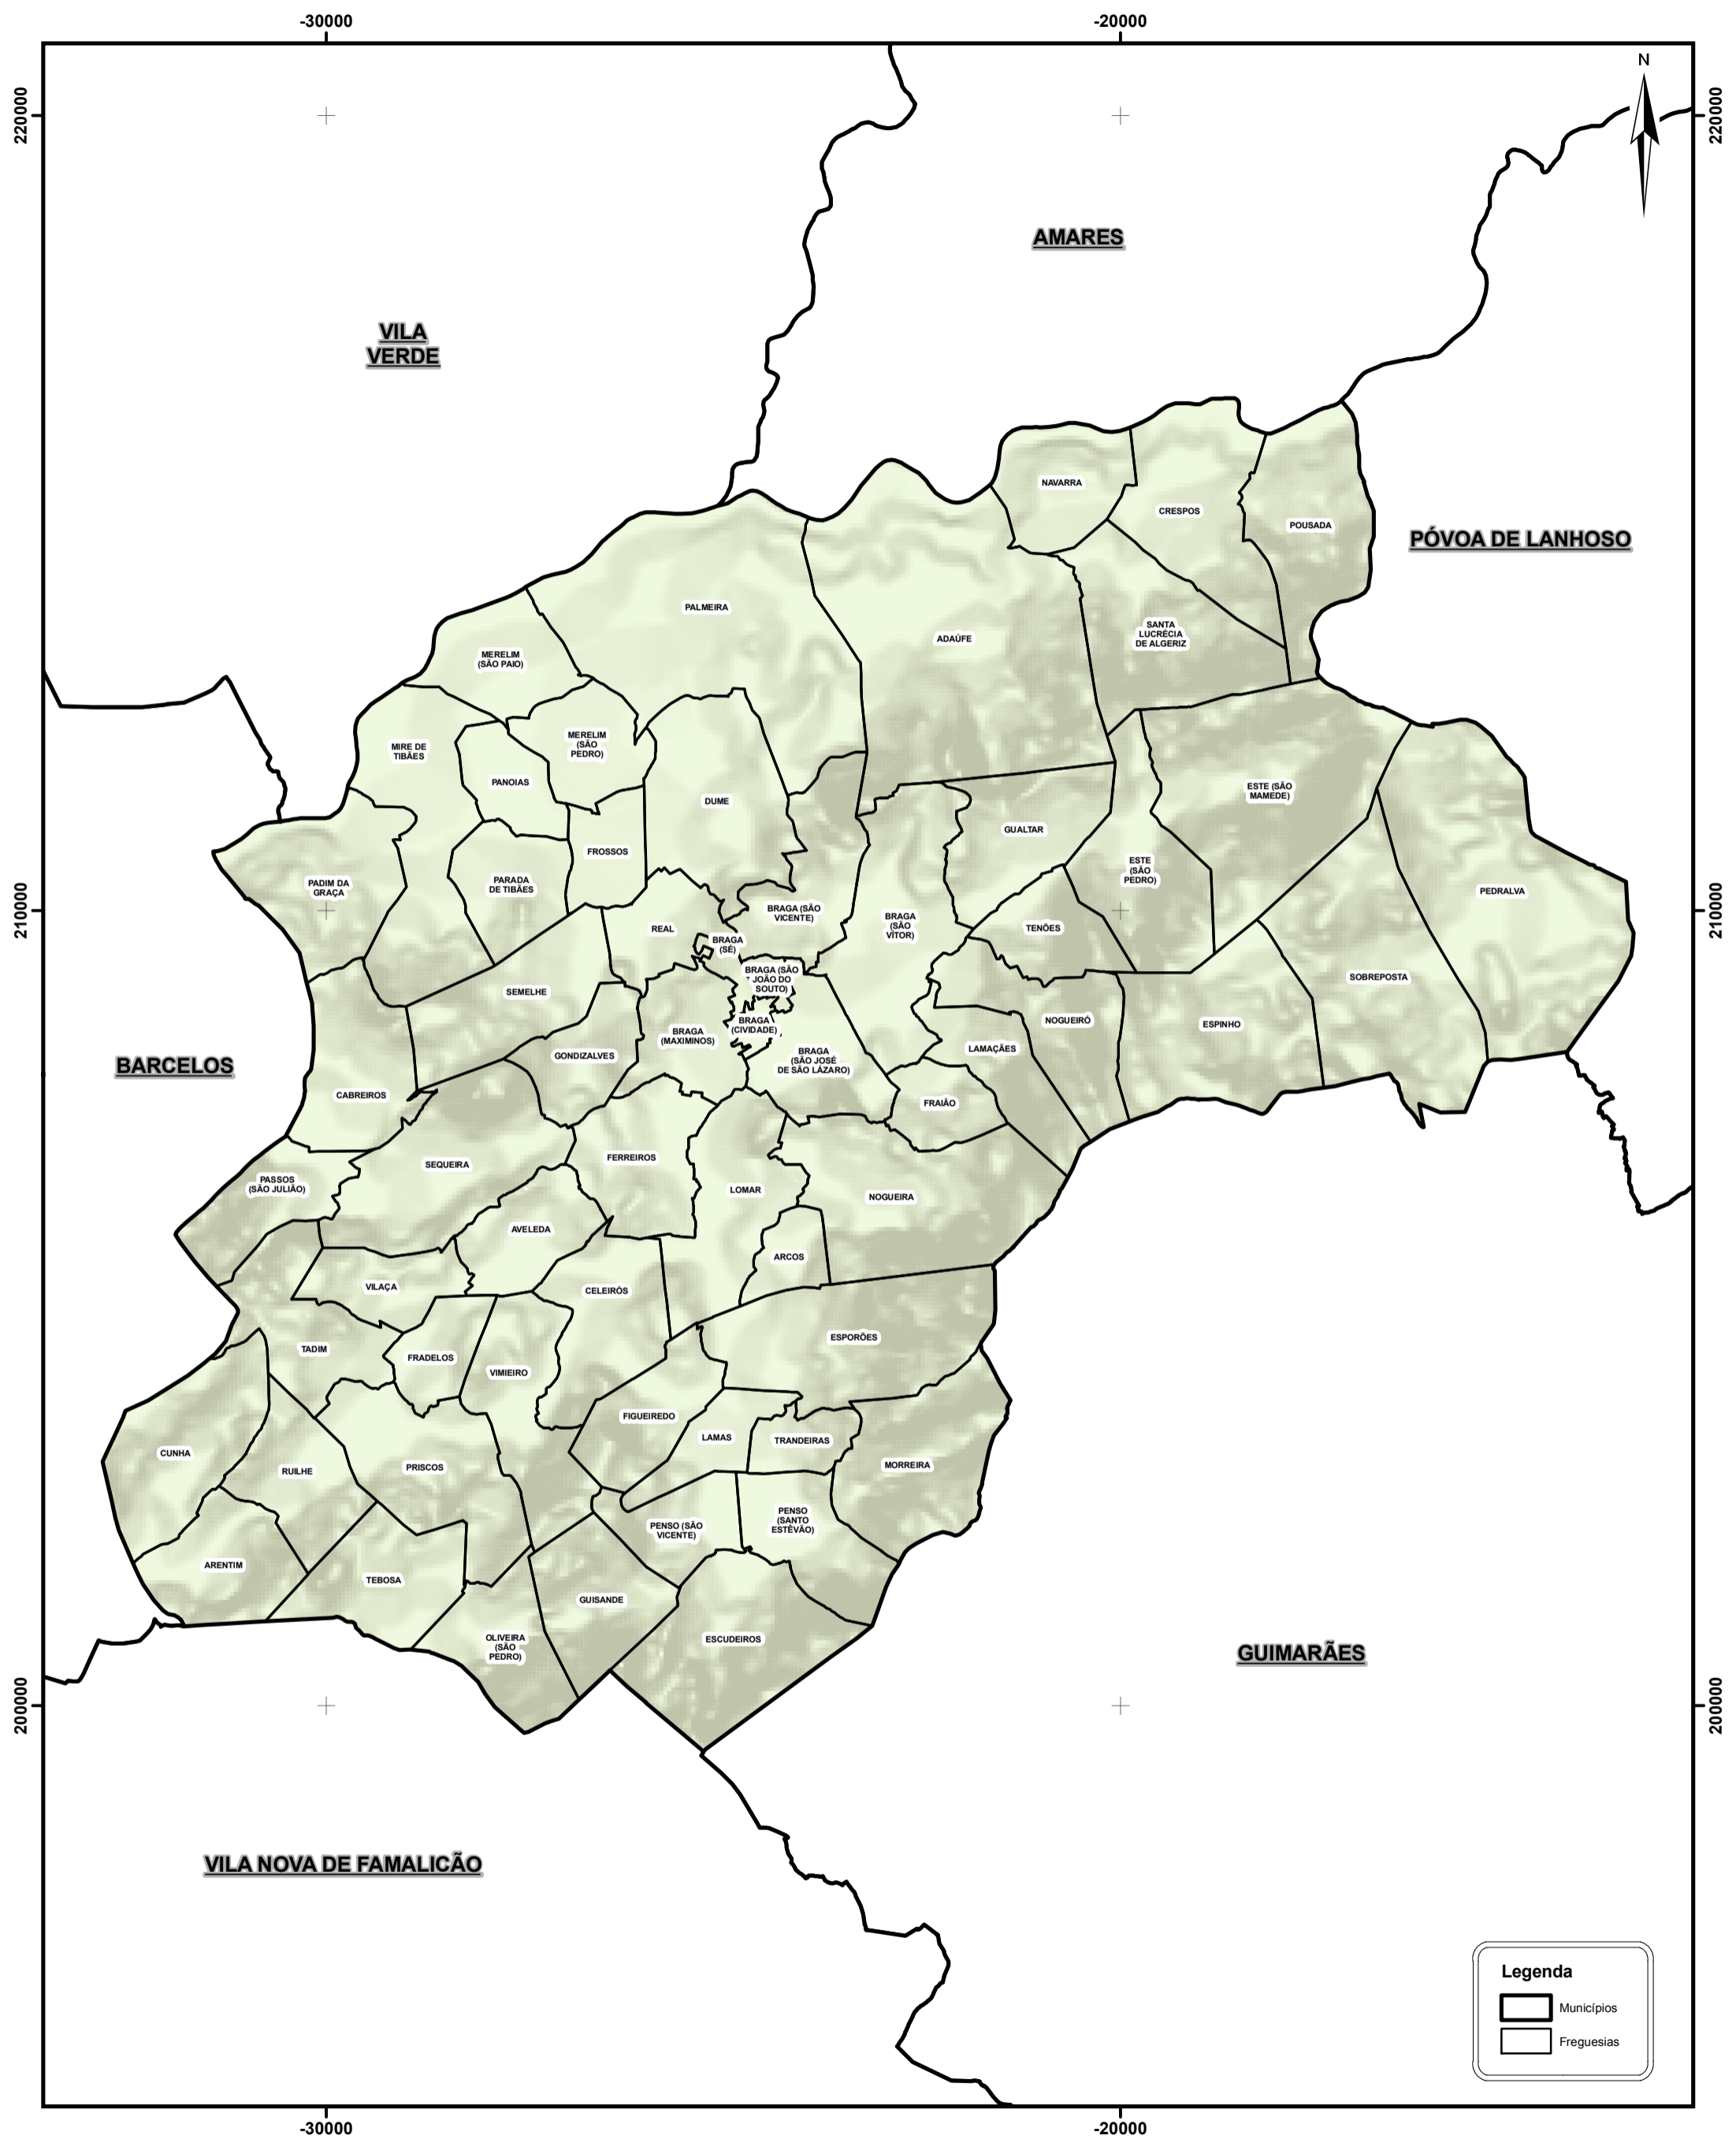 -30000
-20000
220000
220000
N
AMARES
VILA
VERDE
NAVARRA
CRESPOS
POUSADA
PÓVOA DE LANHOSO
PALMEIRA
ADAÚFE
SANTA
LUCRÉCIA
DE ALGERIZ
MERELIM
(SÃO PAIO)
MIRE DE
TIBÃES
MERELIM
(SÃO
PEDRO)
PANOIAS
DUME
ESTE (SÃO
MAMEDE)
GUALTAR
FROSSOS
ESTE
(SÃO
PEDRO)
PADIM DA
GRAÇA
PARADA
DE TIBÃES
PEDRALVA
210000
210000
BRAGA (SÃO
VICENTE)
BRAGA
(SÃO
VÍTOR)
REAL
TENÕES
BRAGA
(SÉ)
BRAGA (SÃO
JOÃO DO
SOUTO)
SOBREPOSTA
SEMELHE
BRAGA
(CIVIDADE)
NOGUEIRÓ
ESPINHO
BRAGA
(MAXIMINOS)
LAMAÇÃES
GONDIZALVES
BRAGA
(SÃO JOSÉ
DE SÃO LÁZARO)
BARCELOS
CABREIROS
FRAIÃO
SEQUEIRA
FERREIROS
PASSOS
(SÃO JULIÃO)
LOMAR
NOGUEIRA
AVELEDA
ARCOS
VILAÇA
CELEIRÓS
ESPORÕES
TADIM
FRADELOS
VIMIEIRO
FIGUEIREDO
LAMAS
TRANDEIRAS
CUNHA
RUILHE
PRISCOS
MORREIRA
PENSO (SÃO
VICENTE)
PENSO
(SANTO
ESTÊVÃO)
ARENTIM
TEBOSA
GUISANDE
OLIVEIRA
(SÃO
PEDRO)
ESCUDEIROS
GUIMARÃES
200000
200000
VILA NOVA DE FAMALICÃO
Legenda
Municípios
Freguesias
-30000
-20000